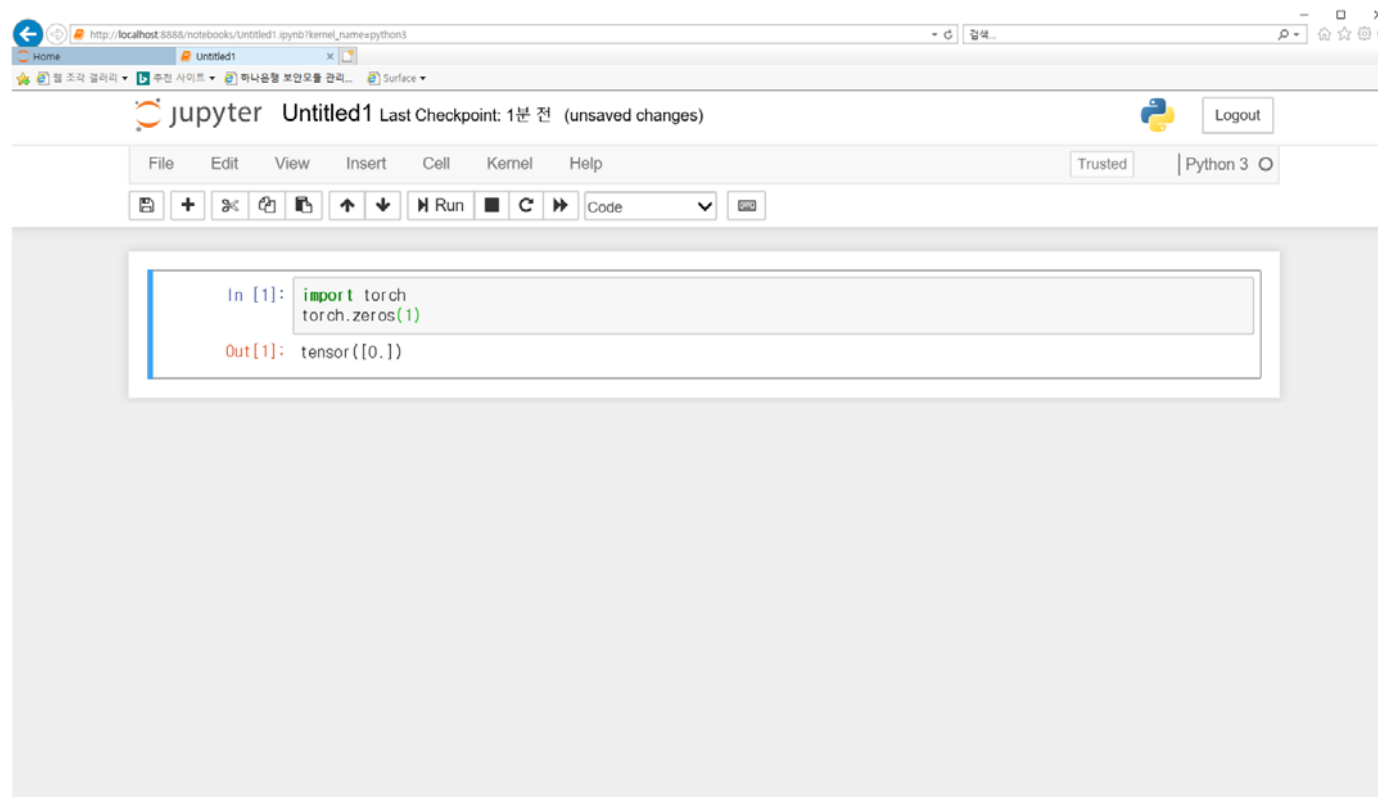 http://localhost:8888/notebooks/Untitled1.ipynb?kernel_name=python3
검색...
Home
Untitled1
웹 조각 갤러리
추천 사이트
하나은행 보안모듈 관리...
Surface
jupyter Untitled1 Last Checkpoint: 1분 전 (unsaved changes)
Logout
File Edit View Insert Cell Kernel Help
Trusted
Python 3
Run
Code
In [1]: import torch
torch.zeros(1)
Out[1]: tensor([0.])